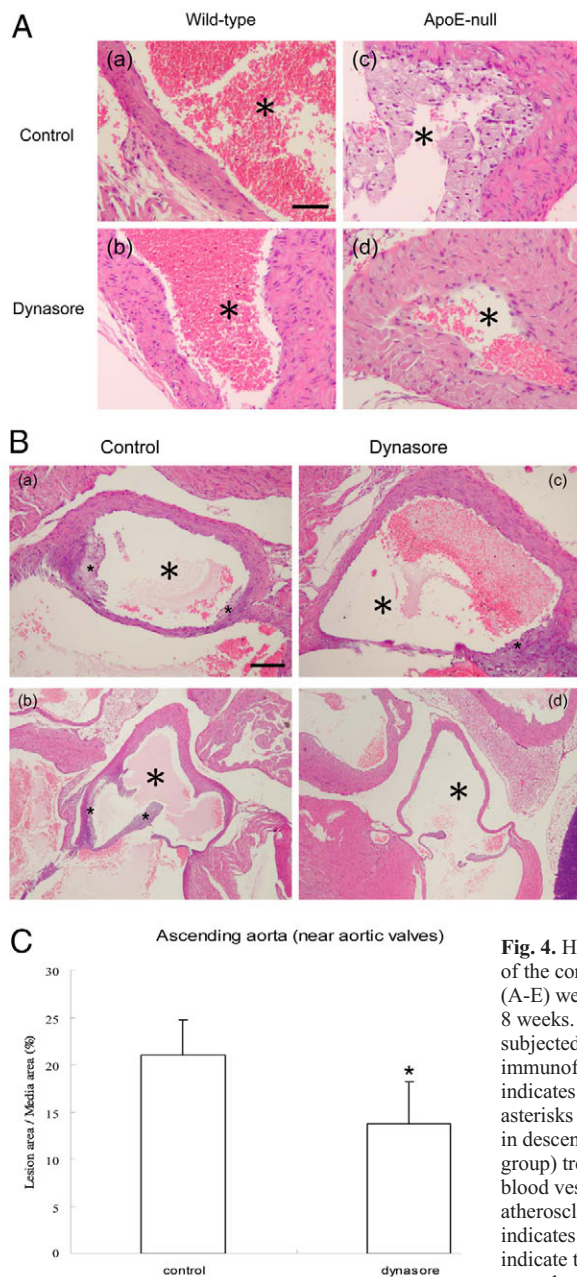 A
Wild-type
ApoE-null
Control
(a)
*
(c)
*
Dynasore
(b)
*
(d)
*
B
Control
Dynasore
(a)
*
*
*
(c)
*
*
(b)
*
*
*
(d)
*
C
Ascending aorta (near aortic valves)
Lesion area / Media area (%)
30
25
20
15
10
5
0
*
control
dynasore
Fig. 4. H
of the co
(A-E) we
8 weeks.
subjected
immunof
indicates
asterisks
in descen
group) tr
blood ves
atheroscl
indicates
indicate t